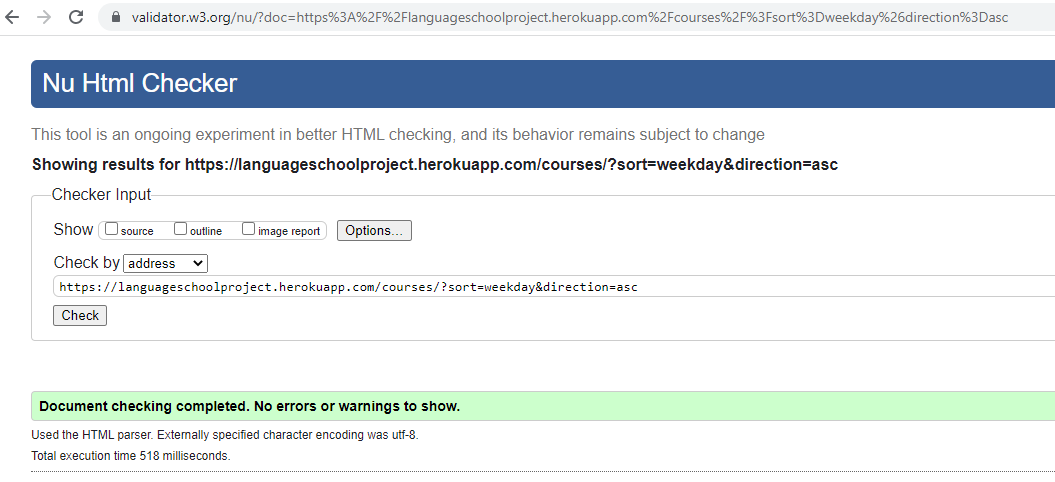 validator.w3.org/nu/?doc=https%3A%2F%2Flanguageschoolproject.herokuapp.com%2Fcourses%2F%3Fsort%3Dweekday%26direction%3Dasc
Nu Html Checker
This tool is an ongoing experiment in better HTML checking, and its behavior remains subject to change
Showing results for https://languageschoolproject.herokuapp.com/courses/?sort=weekday&direction=asc
Checker Input
Show source outline image report Options...
Check by address
https://languageschoolproject.herokuapp.com/courses/?sort=weekday&direction=asc
Check
Document checking completed. No errors or warnings to show.
Used the HTML parser. Externally specified character encoding was utf-8.
Total execution time 518 milliseconds.